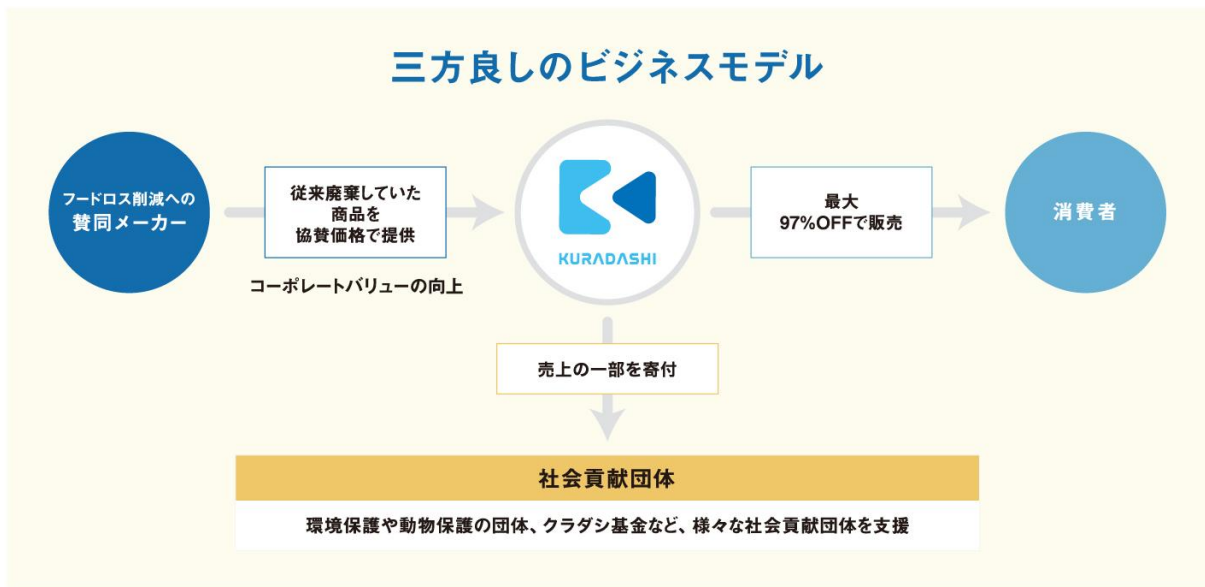 三方良しのビジネスモデル
フードロス削減への
賛同メーカー
従来廃棄していた
商品を
協賛価格で提供
コーポレートバリューの向上
KURADASHI
最大
97%OFFで販売
消費者
売上の一部を寄付
社会貢献団体
環境保護や動物保護の団体、クラダシ基金など、様々な社会貢献団体を支援